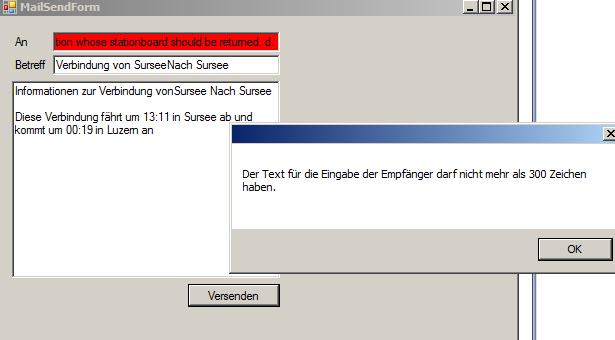 MailSendForm
An
tion whose stationboard should be returned. d.
Betreff
Verbindung von SurseeNach Sursee
Informationen zur Verbindung vonSursee Nach Sursee
Diese Verbindung fährt um 13:11 in Sursee ab und
kommt um 00:19 in Luzern an
Der Text für die Eingabe der Empfänger darf nicht mehr als 300 Zeichen
haben.
OK
Versenden